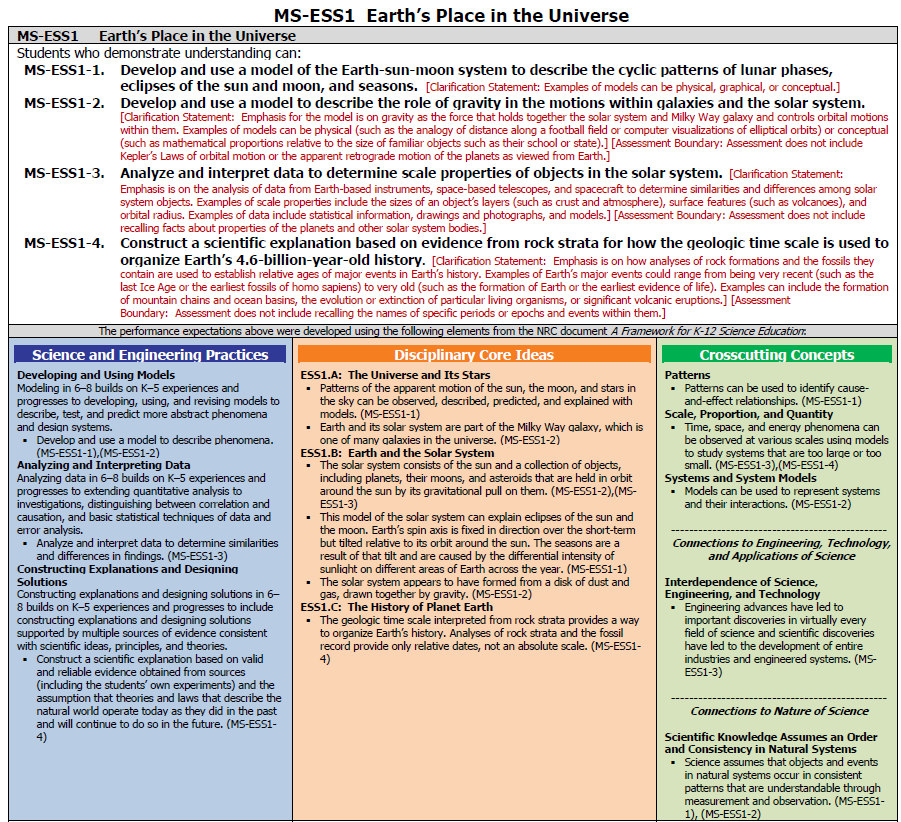 MS-ESS1 Earth's Place in the Universe
MS-ESS1 Earth's Place in the Universe
Students who demonstrate understanding can:
MS-ESS1-1. Develop and use a model of the Earth-sun-moon system to describe the cyclic patterns of lunar phases,
eclipses of the sun and moon, and seasons. [Clarification Statement: Examples of models can be physical, graphical, or conceptual.]
MS-ESS1-2. Develop and use a model to describe the role of gravity in the motions within galaxies and the solar system.
[Clarification Statement: Emphasis for the model is on gravity as the force that holds together the solar system and Milky Way galaxy and controls orbital motions
within them. Examples of models can be physical (such as the analogy of distance along a football field or computer visualizations of elliptical orbits) or conceptual
(such as mathematical proportions relative to the size of familiar objects such as their school or state).] [Assessment Boundary: Assessment does not include
Kepler's Laws of orbital motion or the apparent retrograde motion of the planets as viewed from Earth.]
MS-ESS1-3. Analyze and interpret data to determine scale properties of objects in the solar system. [Clarification Statement:
Emphasis is on the analysis of data from Earth-based instruments, space-based telescopes, and spacecraft to determine similarities and differences among solar
system objects. Examples of scale properties include the sizes of an object's layers (such as crust and atmosphere), surface features (such as volcanoes), and
orbital radius. Examples of data include statistical information, drawings and photographs, and models.] [Assessment Boundary: Assessment does not include
recalling facts about properties of the planets and other solar system bodies.]
MS-ESS1-4. Construct a scientific explanation based on evidence from rock strata for how the geologic time scale is used to
organize Earth's 4.6-billion-year-old history. [Clarification Statement: Emphasis is on how analyses of rock formations and the fossils they
contain are used to establish relative ages of major events in Earth's history. Examples of Earth's major events could range from being very recent (such as the
last Ice Age or the earliest fossils of homo sapiens) to very old (such as the formation of Earth or the earliest evidence of life). Examples can include the
formation of mountain chains and ocean basins, the evolution or extinction of particular living organisms, or significant volcanic eruptions.] [Assessment
Boundary: Assessment does not include recalling the names of specific periods or epochs and events within them.]
The performance expectations above were developed using the following elements from the NRC document A Framework for K-12 Science Education:
Science and Engineering Practices
Developing and Using Models
Modeling in 6–8 builds on K–5 experiences and
progresses to developing, using, and revising models to
describe, test, and predict more abstract phenomena
and design systems.
▪ Develop and use a model to describe phenomena.
(MS-ESS1-1),(MS-ESS1-2)
Analyzing and Interpreting Data
Analyzing data in 6–8 builds on K–5 experiences and
progresses to extending quantitative analysis to
investigations, distinguishing between correlation and
causation, and basic statistical techniques of data and
error analysis.
▪ Analyze and interpret data to determine similarities
and differences in findings. (MS-ESS1-3)
Constructing Explanations and Designing
Solutions
Constructing explanations and designing solutions in 6–
8 builds on K–5 experiences and progresses to include
constructing explanations and designing solutions
supported by multiple sources of evidence consistent
with scientific ideas, principles, and theories.
▪ Construct a scientific explanation based on valid
and reliable evidence obtained from sources
(including the students' own experiments) and the
assumption that theories and laws that describe the
natural world operate today as they did in the past
and will continue to do so in the future. (MS-ESS1-
4)
Disciplinary Core Ideas
ESS1.A: The Universe and Its Stars
▪ Patterns of the apparent motion of the sun, the moon, and stars in
the sky can be observed, described, predicted, and explained with
models. (MS-ESS1-1)
▪ Earth and its solar system are part of the Milky Way galaxy, which is
one of many galaxies in the universe. (MS-ESS1-2)
ESS1.B: Earth and the Solar System
▪ The solar system consists of the sun and a collection of objects,
including planets, their moons, and asteroids that are held in orbit
around the sun by its gravitational pull on them. (MS-ESS1-2),(MS-
ESS1-3)
▪ This model of the solar system can explain eclipses of the sun and
the moon. Earth's spin axis is fixed in direction over the short-term
but tilted relative to its orbit around the sun. The seasons are a
result of that tilt and are caused by the differential intensity of
sunlight on different areas of Earth across the year. (MS-ESS1-1)
▪ The solar system appears to have formed from a disk of dust and
gas, drawn together by gravity. (MS-ESS1-2)
ESS1.C: The History of Planet Earth
▪ The geologic time scale interpreted from rock strata provides a way
to organize Earth's history. Analyses of rock strata and the fossil
record provide only relative dates, not an absolute scale. (MS-ESS1-
4)
Crosscutting Concepts
Patterns
▪ Patterns can be used to identify cause-
and-effect relationships. (MS-ESS1-1)
Scale, Proportion, and Quantity
▪ Time, space, and energy phenomena can
be observed at various scales using models
to study systems that are too large or too
small. (MS-ESS1-3),(MS-ESS1-4)
Systems and System Models
▪ Models can be used to represent systems
and their interactions. (MS-ESS1-2)
----------------------------------------
Connections to Engineering, Technology,
and Applications of Science
Interdependence of Science,
Engineering, and Technology
▪ Engineering advances have led to
important discoveries in virtually every
field of science and scientific discoveries
have led to the development of entire
industries and engineered systems. (MS-
ESS1-3)
----------------------------------------
Connections to Nature of Science
Scientific Knowledge Assumes an Order
and Consistency in Natural Systems
▪ Science assumes that objects and events
in natural systems occur in consistent
patterns that are understandable through
measurement and observation. (MS-ESS1-
1), (MS-ESS1-2)